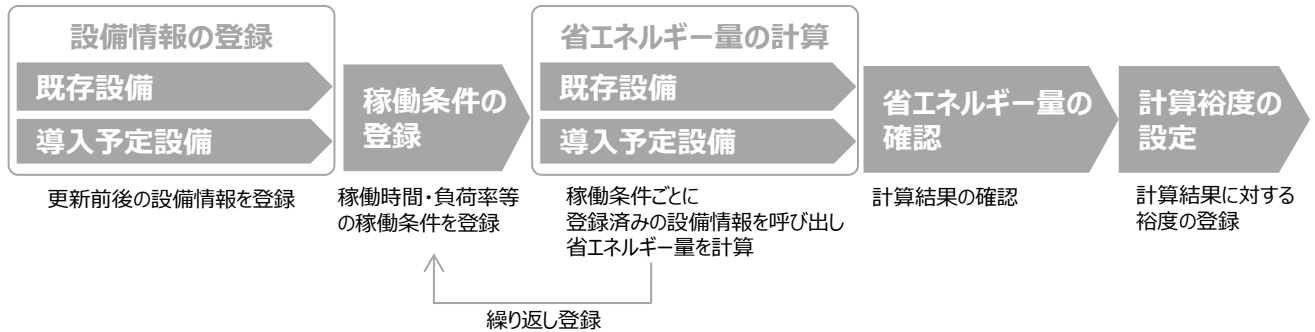 設備情報の登録
既存設備
導入予定設備
更新前後の設備情報を登録
稼働条件の
登録
稼働時間・負荷率等
の稼働条件を登録
省エネルギー量の計算
既存設備
導入予定設備
稼働条件ごとに
登録済みの設備情報を呼び出し
省エネルギー量を計算
繰り返し登録
省エネルギー量の
確認
計算結果の確認
計算裕度の
設定
計算結果に対する
裕度の登録